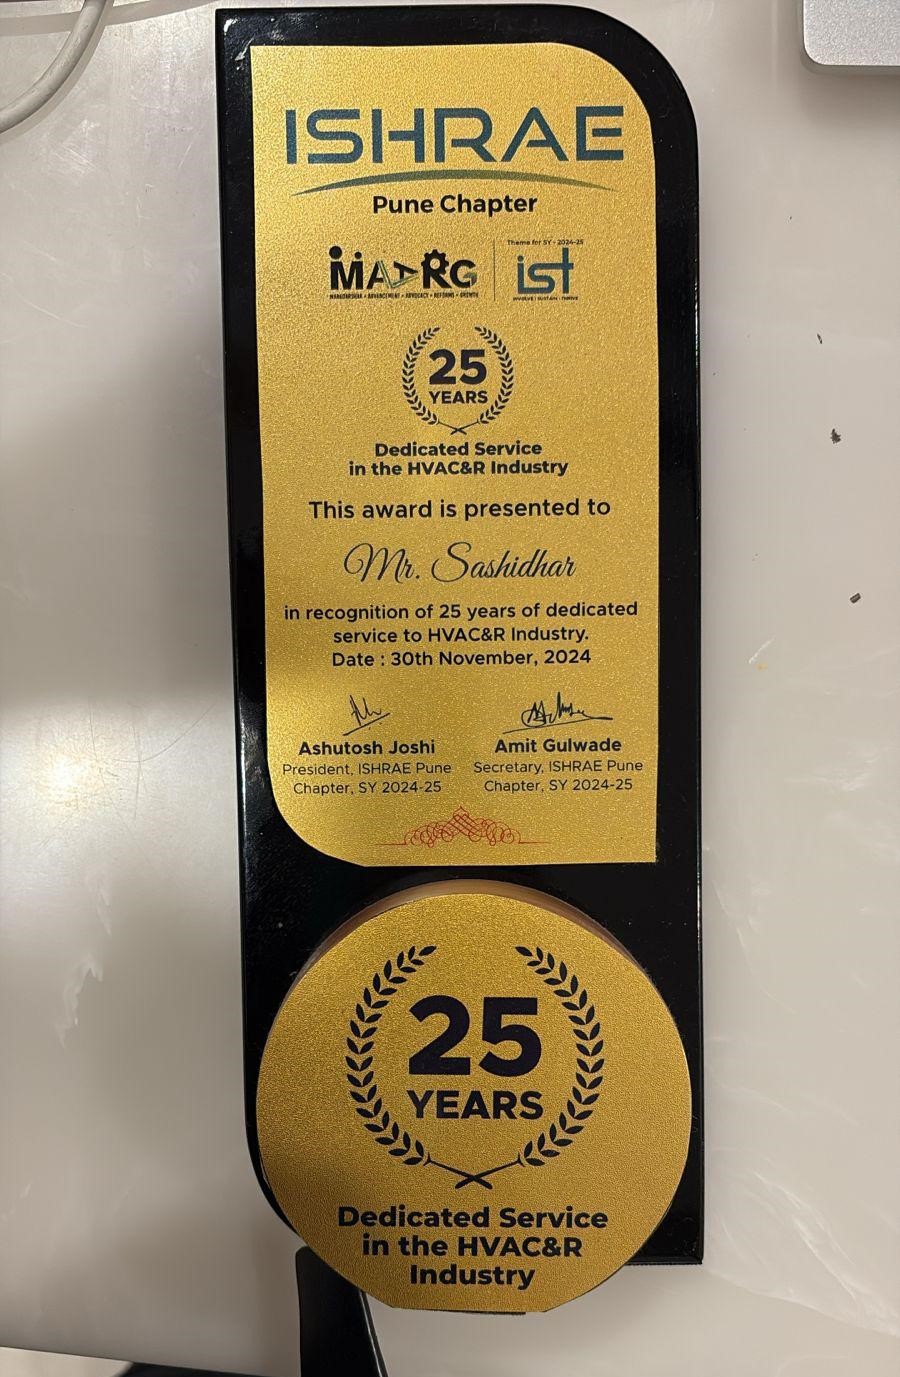 ISHRAE
Pune Chapter
MAARG
MARGDARSHAK • ADVANCEMENT • ADVOCACY • REFORMS • GROWTH
Theme for SY - 2024-25
ist
INVOLVE | SUSTAIN | THRIVE
25
YEARS
Dedicated Service
in the HVAC&R Industry
This award is presented to
Mr. Sashidhar
in recognition of 25 years of dedicated
service to HVAC&R Industry.
Date : 30th November, 2024
Ashutosh Joshi
President, ISHRAE Pune
Chapter, SY 2024-25
Amit Gulwade
Secretary, ISHRAE Pune
Chapter, SY 2024-25
25
YEARS
Dedicated Service
in the HVAC&R
Industry